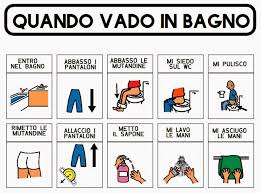 QUANDO VADO IN BAGNO
ENTRO NEL BAGNO
ABBASSO I PANTALONI
ABBASSO LE MUTANDINE
MI SIEDO SUL WC
MI PULISCO
RIMETTO LE MUTANDINE
ALLACCIO I PANTALONI
METTO IL SAPONE
MI LAVO LE MANI
MI ASCIUGO LE MANI